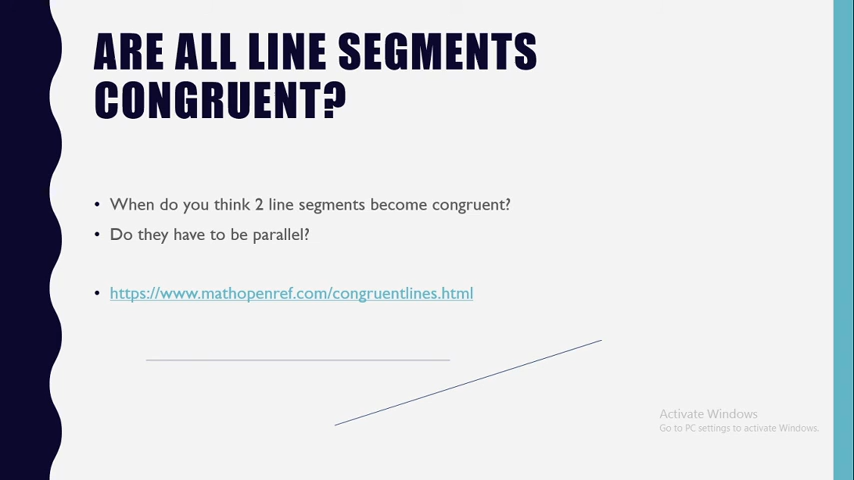 ARE ALL LINE SEGMENTS
CONGRUENT?
• When do you think 2 line segments become congruent?
• Do they have to be parallel?
• https://www.mathopenref.com/congruentlines.html
Activate Windows
Go to PC settings to activate Windows.